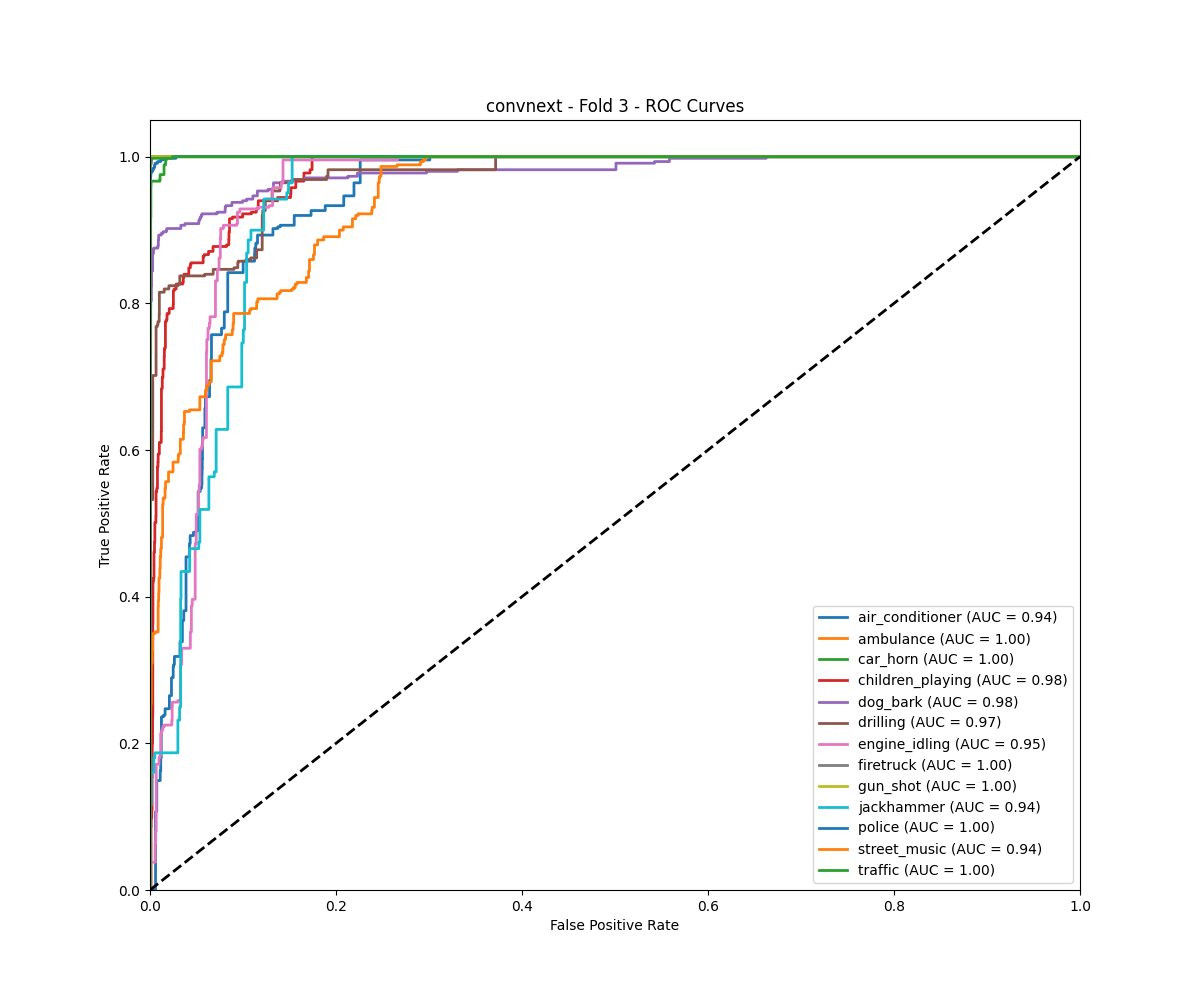 convnext - Fold 3 - ROC Curves
True Positive Rate
1.0
0.8
0.6
0.4
0.2
0.0
0.0 0.2 0.4 0.6 0.8 1.0
False Positive Rate
air_conditioner (AUC = 0.94)
ambulance (AUC = 1.00)
car_horn (AUC = 1.00)
children_playing (AUC = 0.98)
dog_bark (AUC = 0.98)
drilling (AUC = 0.97)
engine_idling (AUC = 0.95)
firetruck (AUC = 1.00)
gun_shot (AUC = 1.00)
jackhammer (AUC = 0.94)
police (AUC = 1.00)
street_music (AUC = 0.94)
traffic (AUC = 1.00)